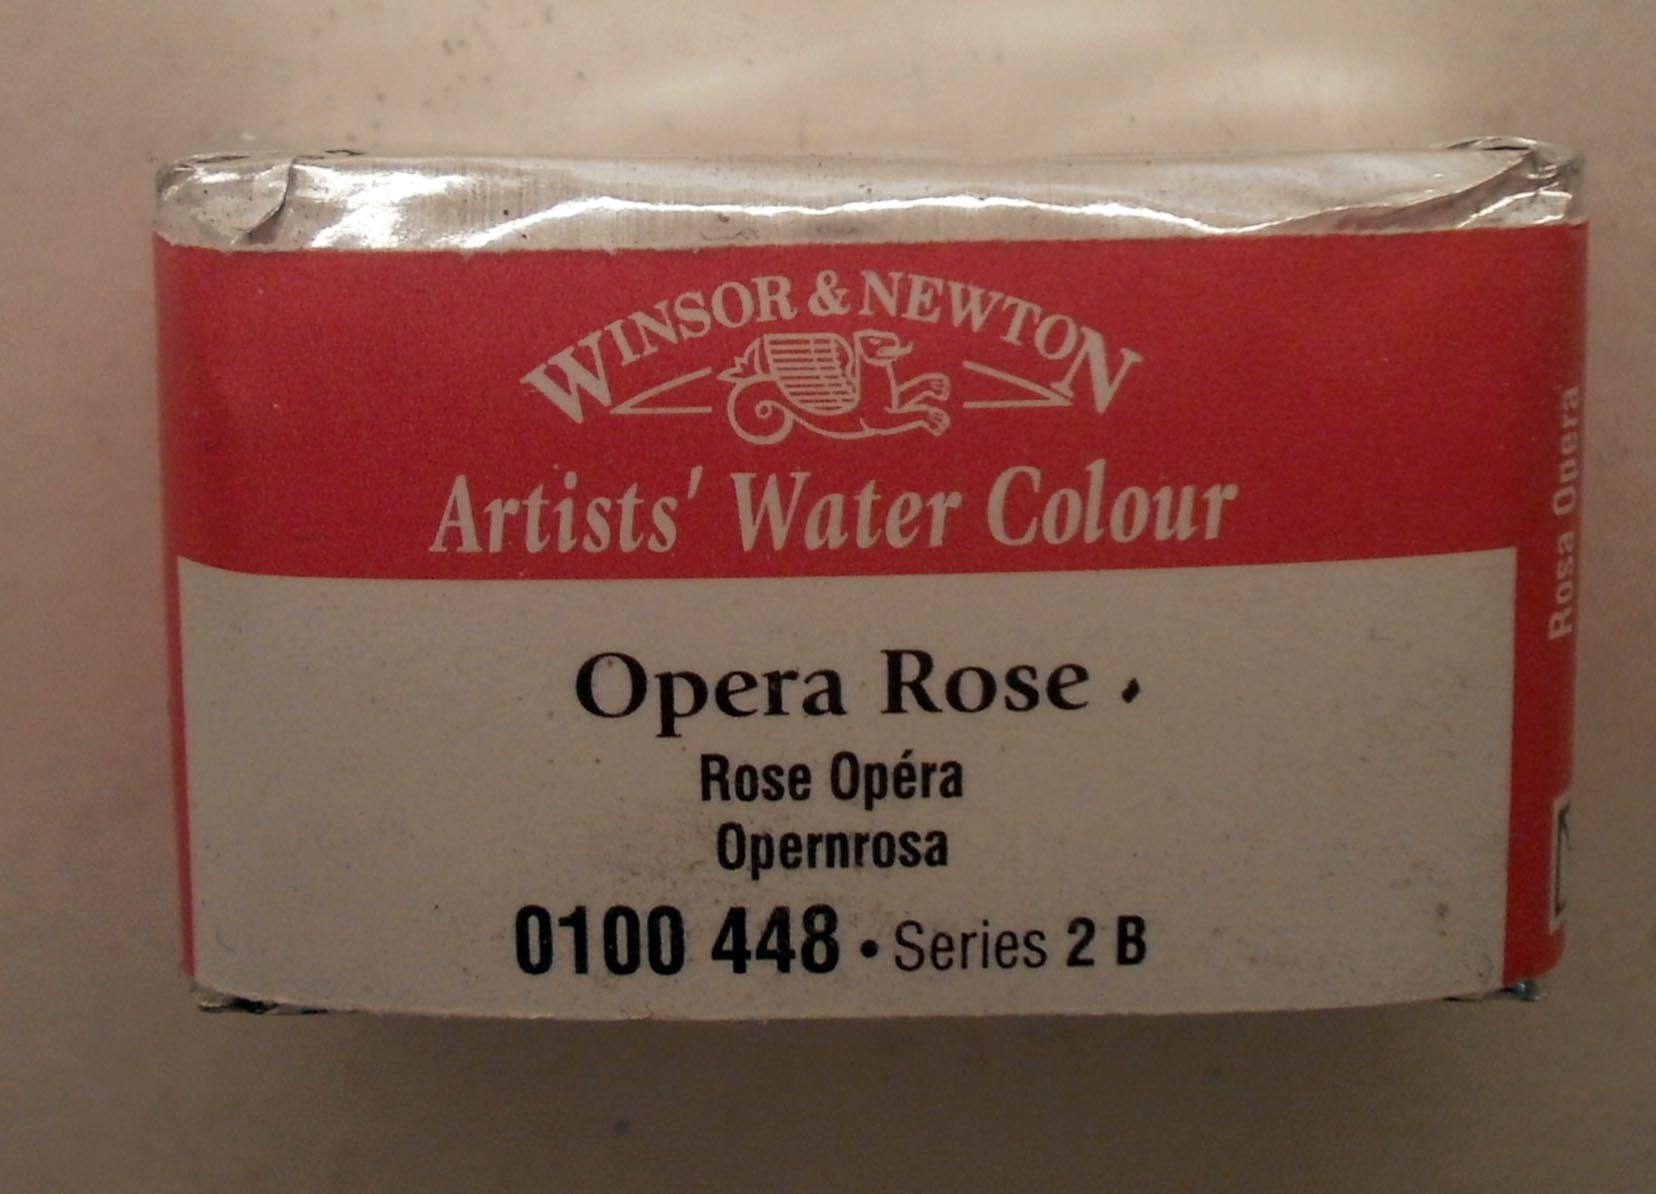 WINSOR & NEWTON
Artists' Water Colour
Opera Rose
Rose Opéra
Opernrosa
0100 448 • Series 2 B
Rosa Opera